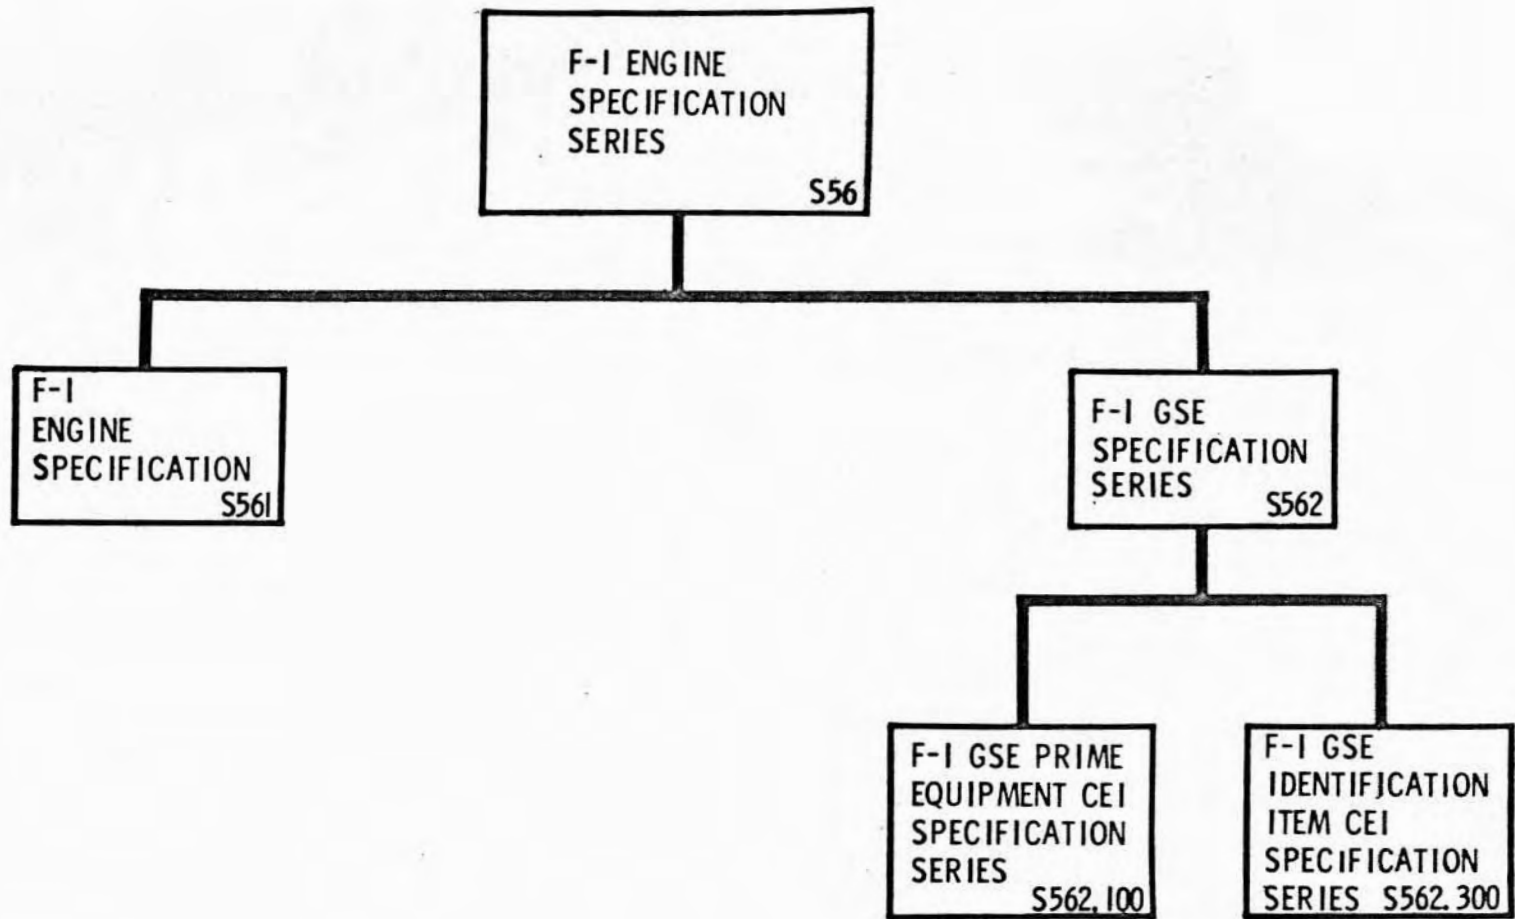 F-1 ENGINE
SPECIFICATION
SERIES
S56
F-1
ENGINE
SPECIFICATION
S561
F-1 GSE
SPECIFICATION
SERIES
S562
F-1 GSE PRIME
EQUIPMENT CEI
SPECIFICATION
SERIES
S562.100
F-1 GSE
IDENTIFICATION
ITEM CEI
SPECIFICATION
SERIES S562.300